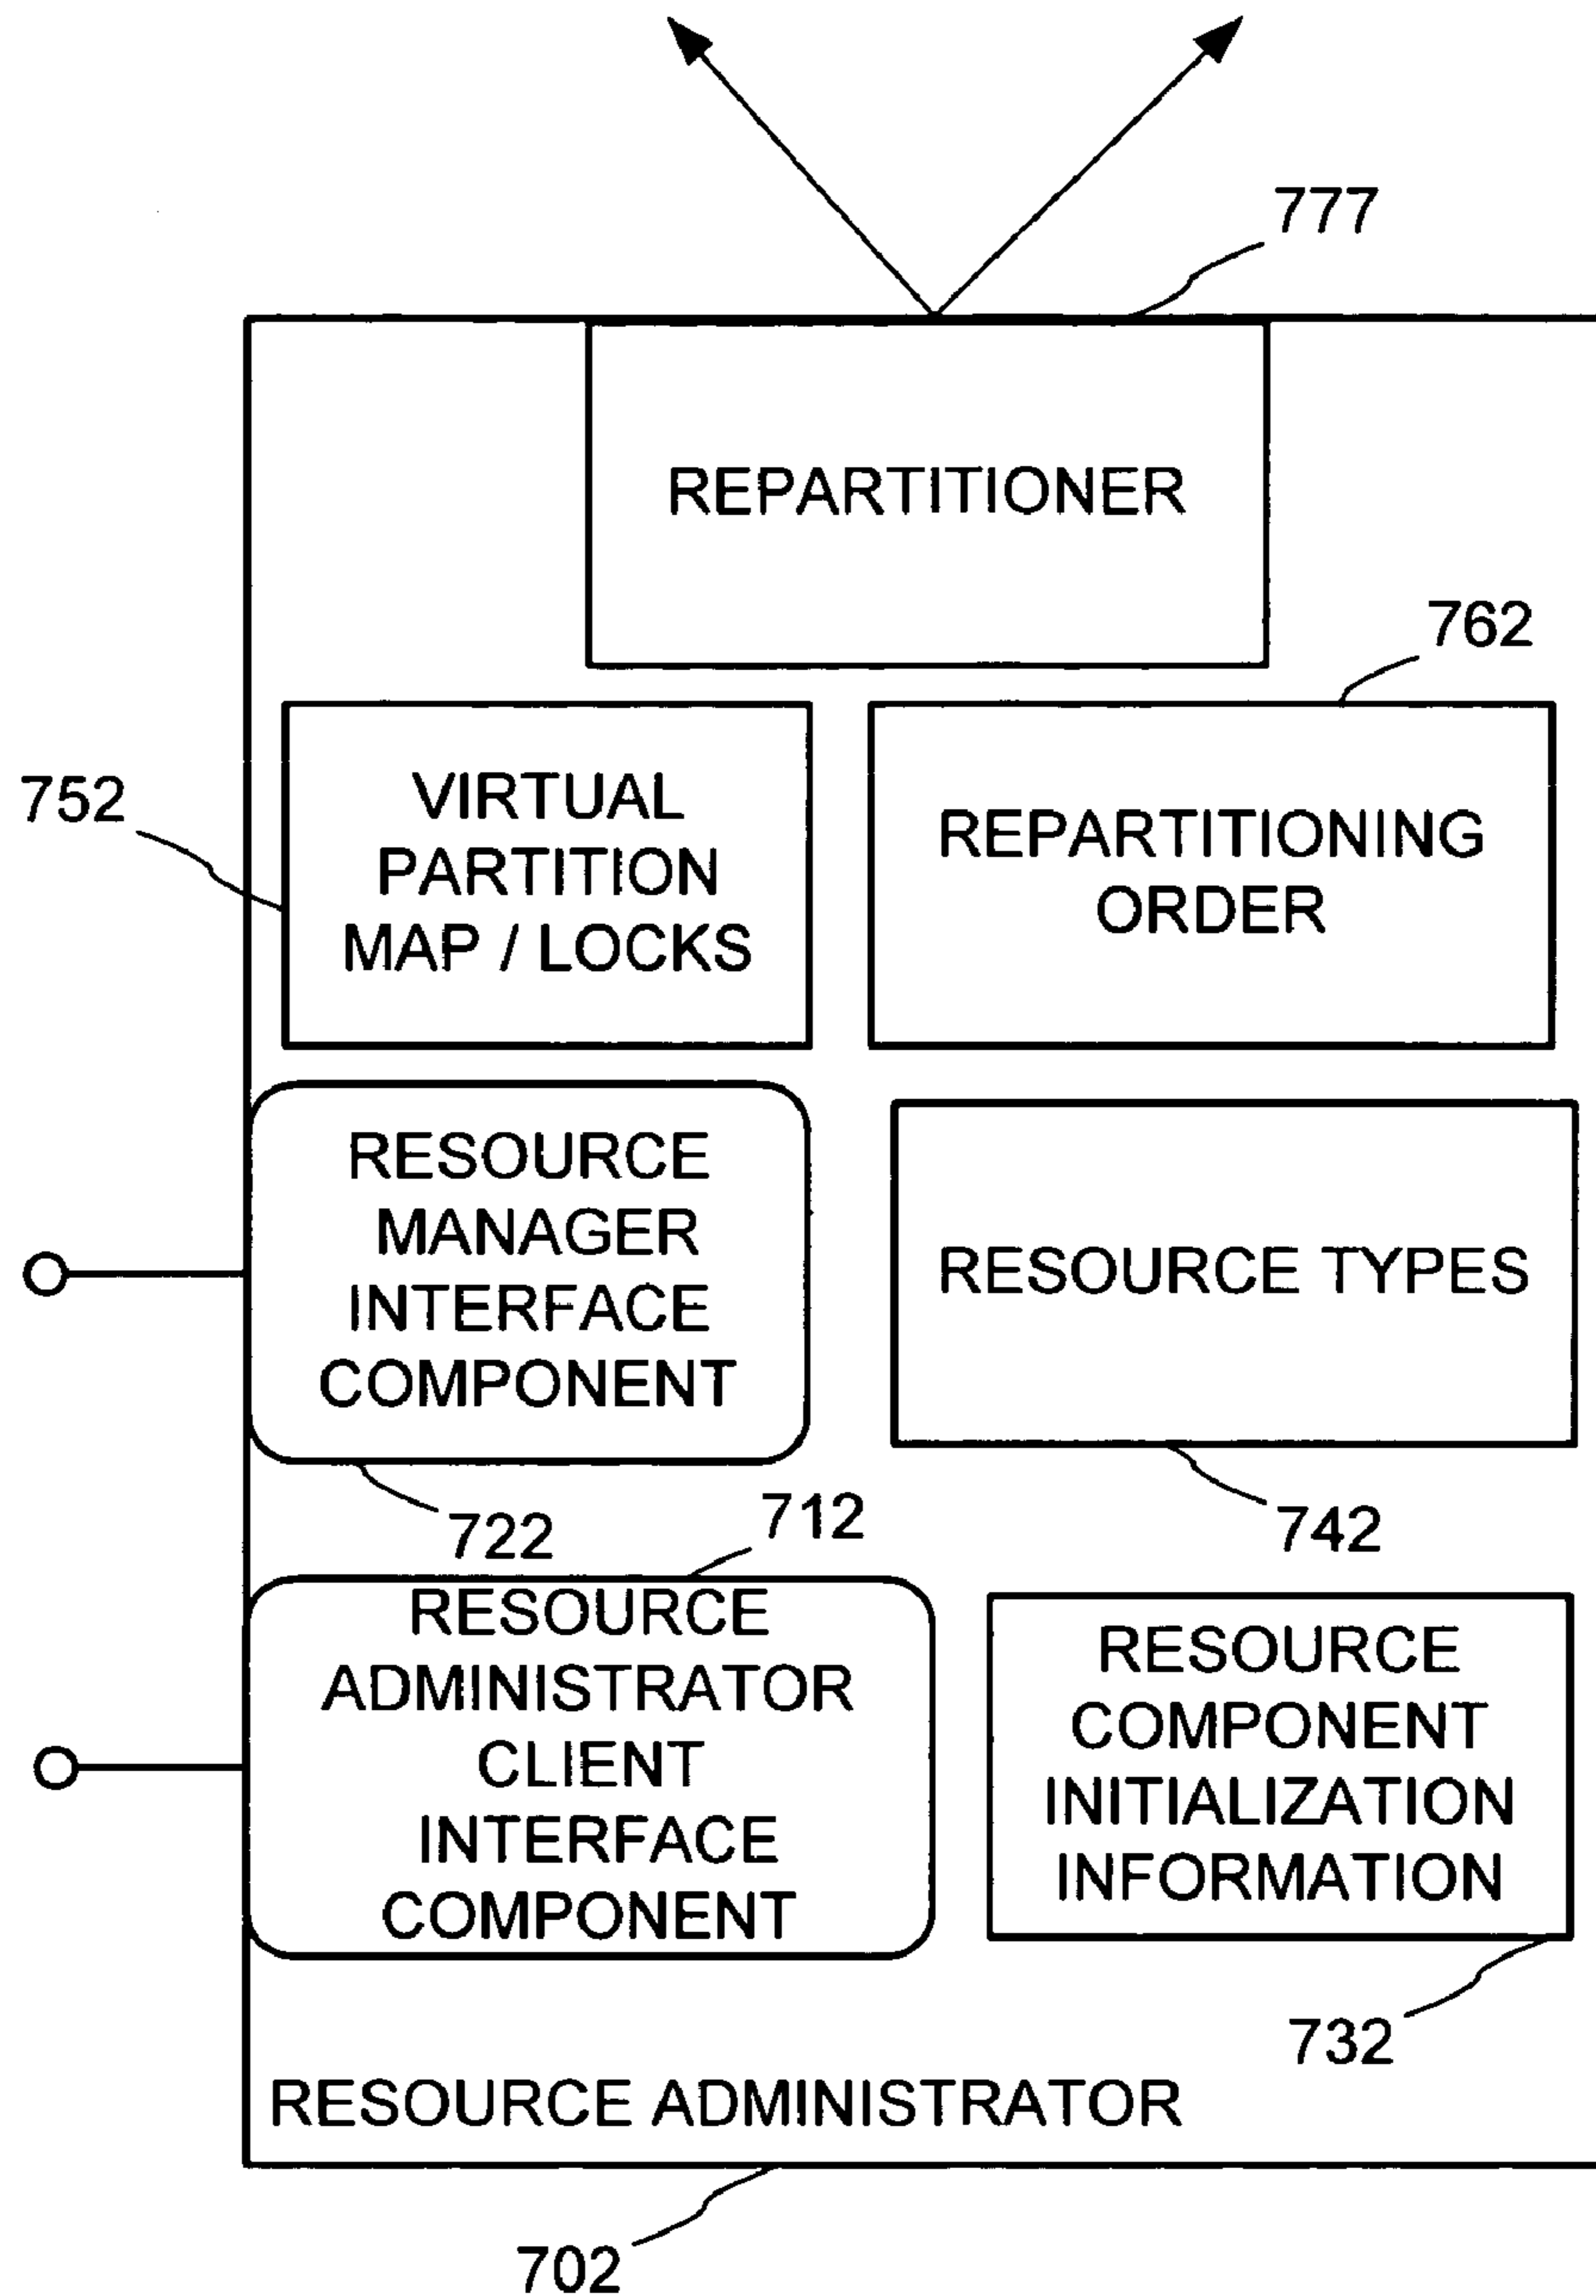 777
REPARTITIONER
762
752
VIRTUAL
PARTITION
MAP / LOCKS
REPARTITIONING
ORDER
RESOURCE
MANAGER
INTERFACE
COMPONENT
RESOURCE TYPES
722
712
742
RESOURCE
ADMINISTRATOR
CLIENT
INTERFACE
COMPONENT
RESOURCE
COMPONENT
INITIALIZATION
INFORMATION
732
RESOURCE ADMINISTRATOR
702